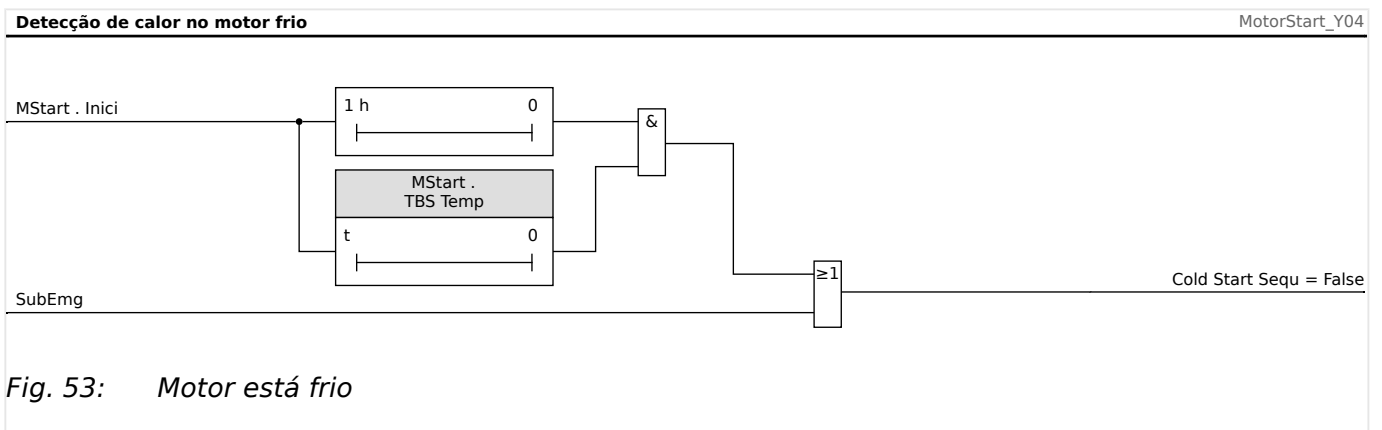 Detecção de calor no motor frio
MotorStart_Y04
MStart . Inici
1 h 0
&
MStart .
TBS Temp
t 0
≥1
Cold Start Sequ = False
SubEmg
Fig. 53: Motor está frio